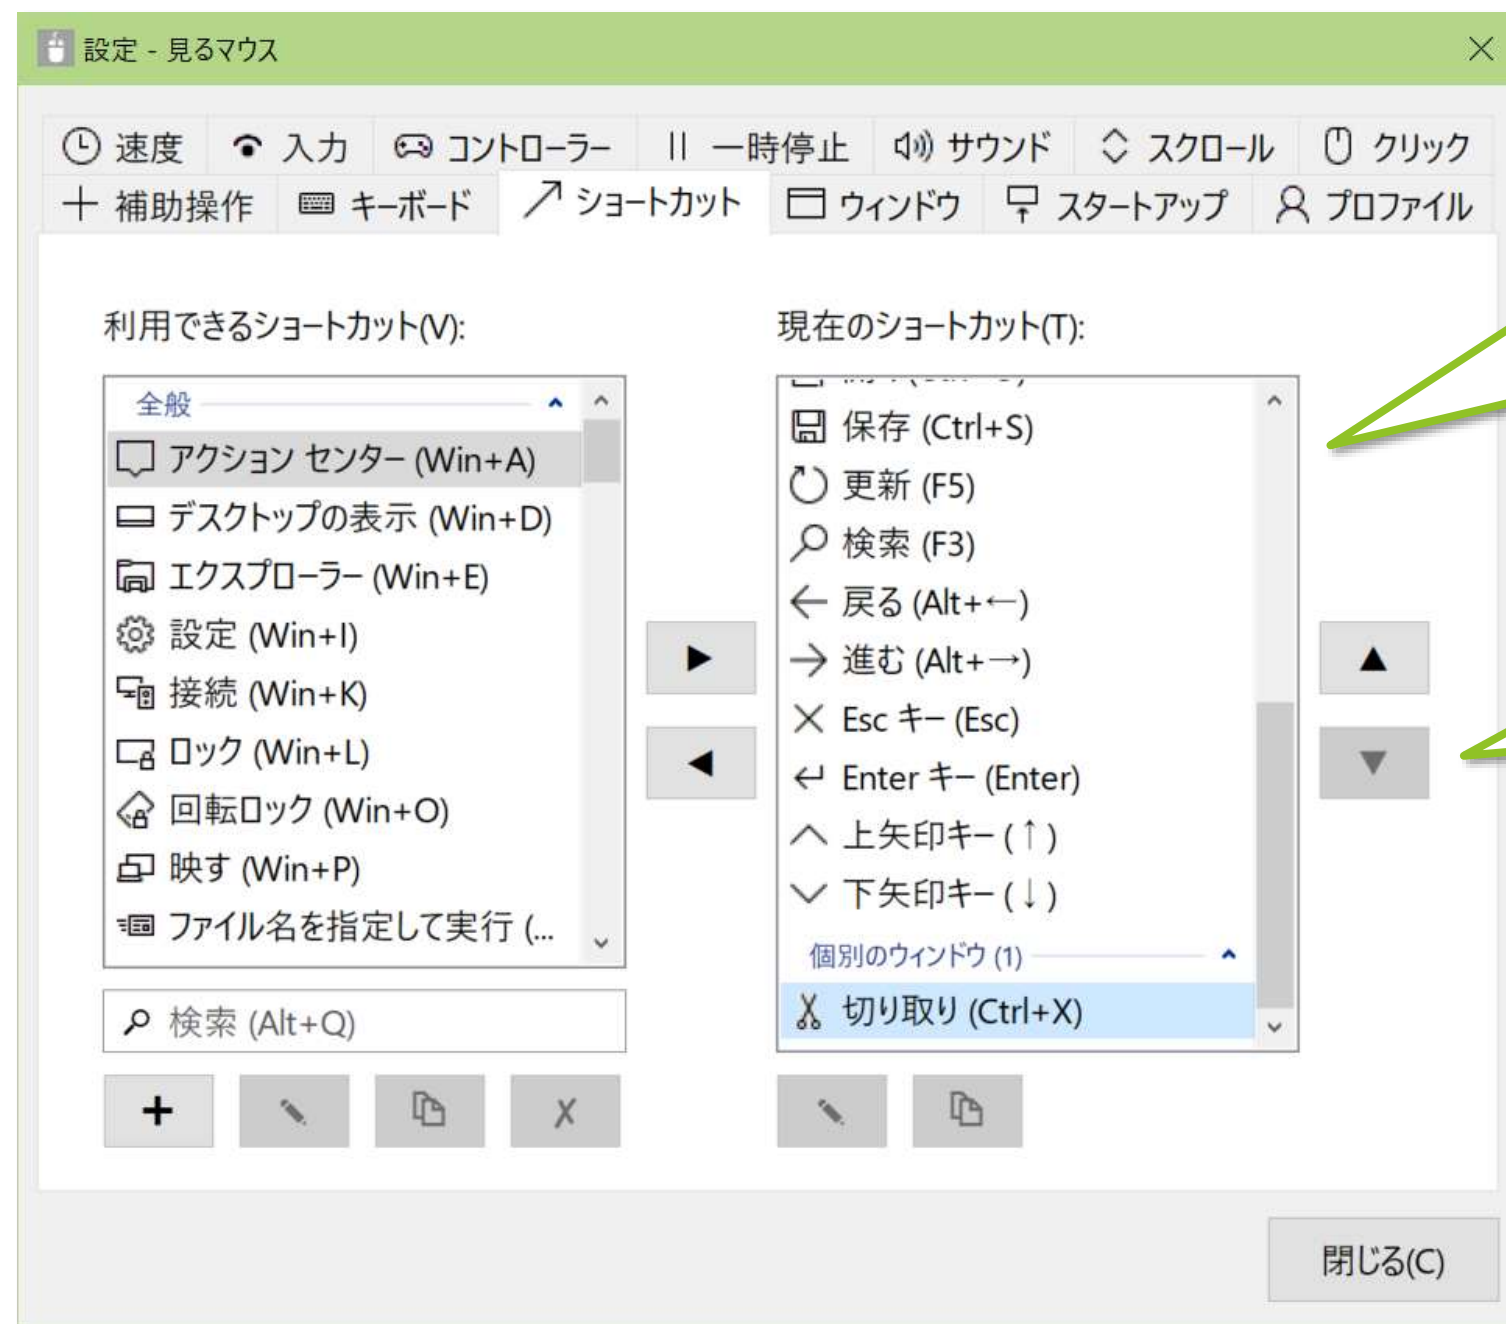 設定 - 見るマウス
速度 入力 コントローラー 一時停止 サウンド スクロール クリック
補助操作 キーボード ショートカット ウィンドウ スタートアップ プロファイル
利用できるショートカット(V):
全般
アクション センター (Win+A)
デスクトップの表示 (Win+D)
エクスプローラー (Win+E)
設定 (Win+I)
接続 (Win+K)
ロック (Win+L)
回転ロック (Win+O)
映す (Win+P)
ファイル名を指定して実行 (...
検索 (Alt+Q)
現在のショートカット(T):
保存 (Ctrl+S)
更新 (F5)
検索 (F3)
戻る (Alt+←)
進む (Alt+→)
Esc キー (Esc)
Enter キー (Enter)
上矢印キー (↑)
下矢印キー (↓)
個別のウィンドウ (1)
切り取り (Ctrl+X)
閉じる(C)